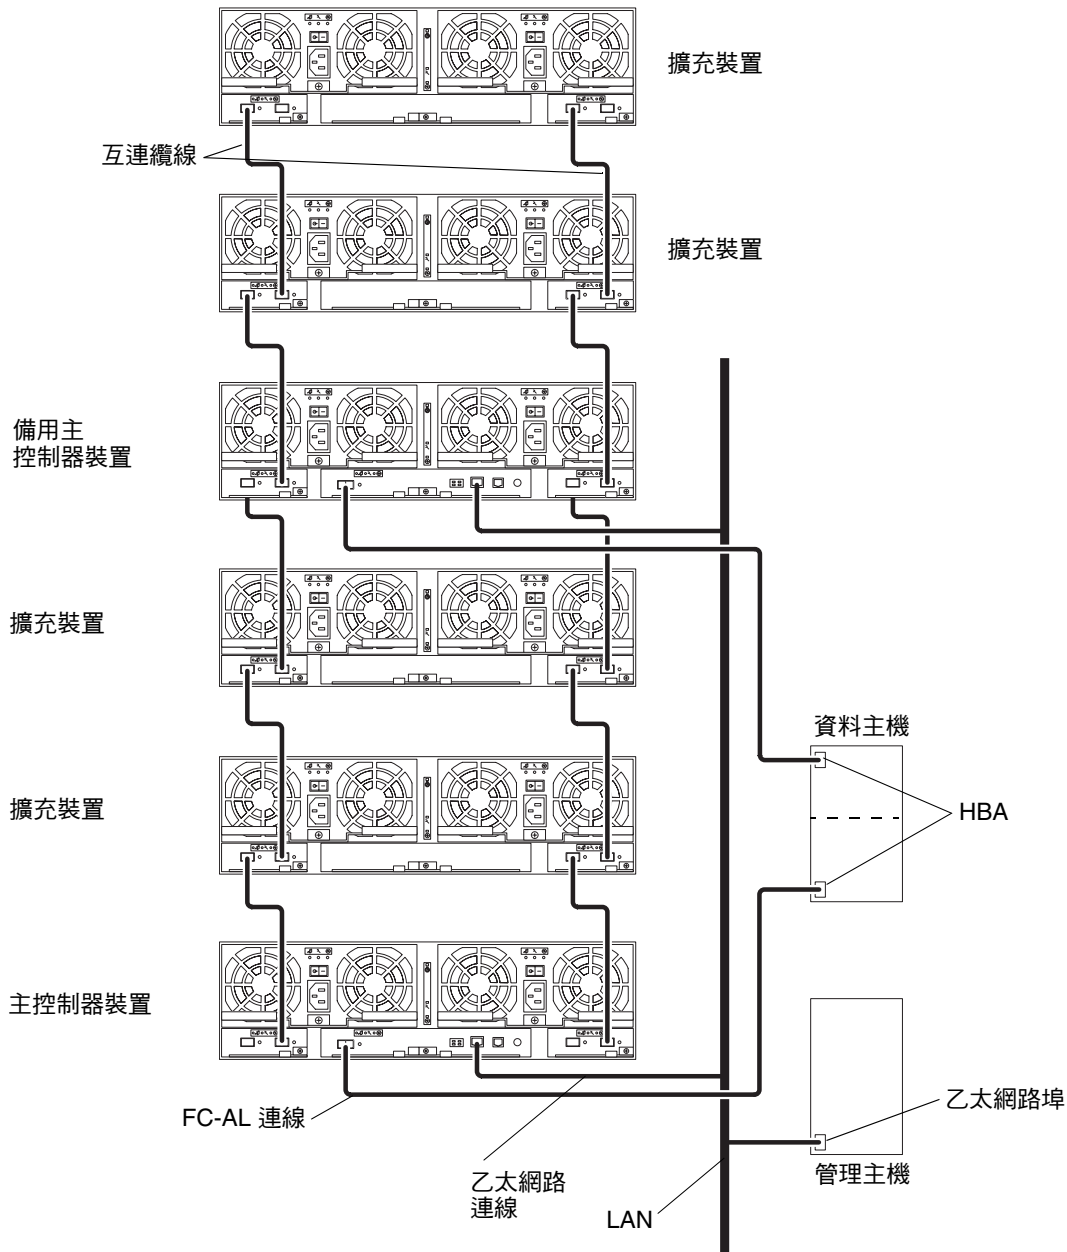 擴充裝置
互連纜線
擴充裝置
備用主
控制器裝置
擴充裝置
資料主機
擴充裝置
HBA
主控制器裝置
FC-AL 連線
乙太網路埠
乙太網路
連線
管理主機
LAN